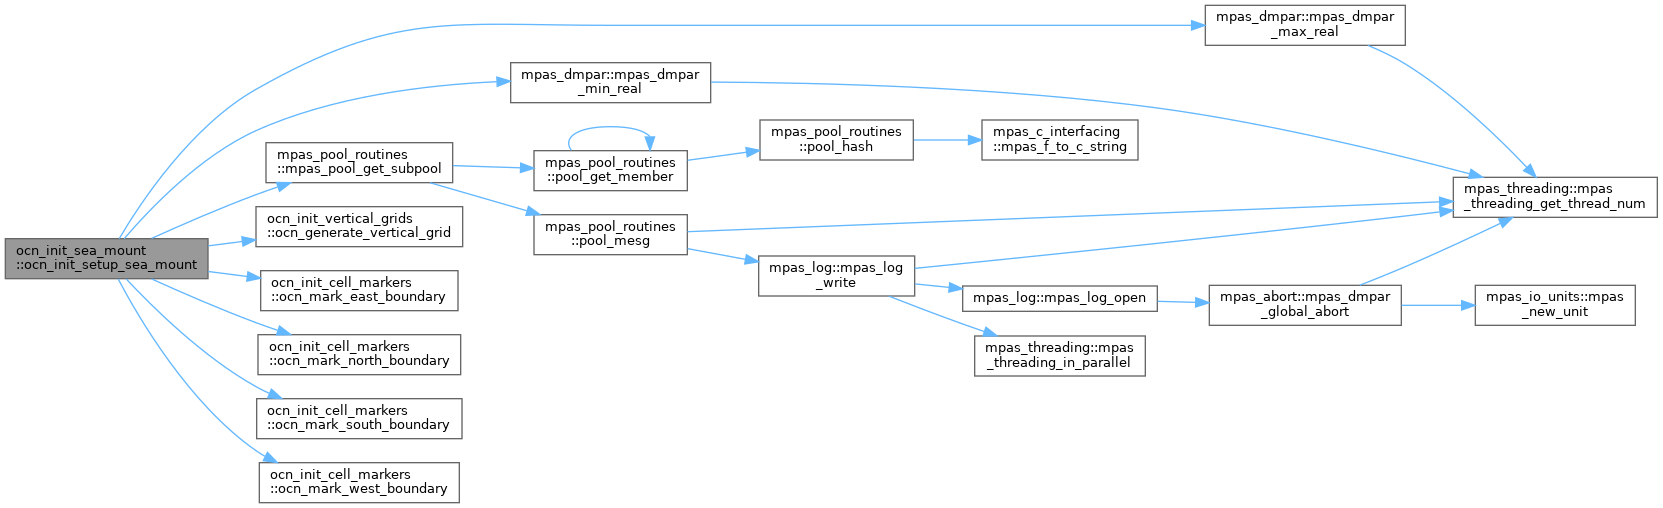 mpas_dmpar::mpas_dmpar
_max_real
mpas_dmpar::mpas_dmpar
_min_real
mpas_pool_routines
::pool_hash
mpas_c_interfacing
::mpas_f_to_c_string
mpas_pool_routines
::mpas_pool_get_subpool
mpas_pool_routines
::pool_get_member
mpas_threading::mpas
_threading_get_thread_num
ocn_init_vertical_grids
::ocn_generate_vertical_grid
mpas_pool_routines
::pool_mesg
ocn_init_sea_mount
::ocn_init_setup_sea_mount
mpas_log::mpas_log
_write
ocn_init_cell_markers
::ocn_mark_east_boundary
mpas_log::mpas_log_open
mpas_abort::mpas_dmpar
_global_abort
mpas_io_units::mpas
_new_unit
ocn_init_cell_markers
::ocn_mark_north_boundary
mpas_threading::mpas
_threading_in_parallel
ocn_init_cell_markers
::ocn_mark_south_boundary
ocn_init_cell_markers
::ocn_mark_west_boundary